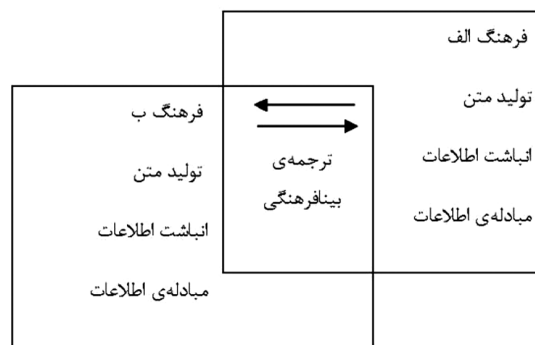 فرهنگ الف
تولید متن
انباشت اطلاعات
مبادله‌ی اطلاعات
ترجمه‌ی
بینافرهنگی
فرهنگ ب
تولید متن
انباشت اطلاعات
مبادله‌ی اطلاعات